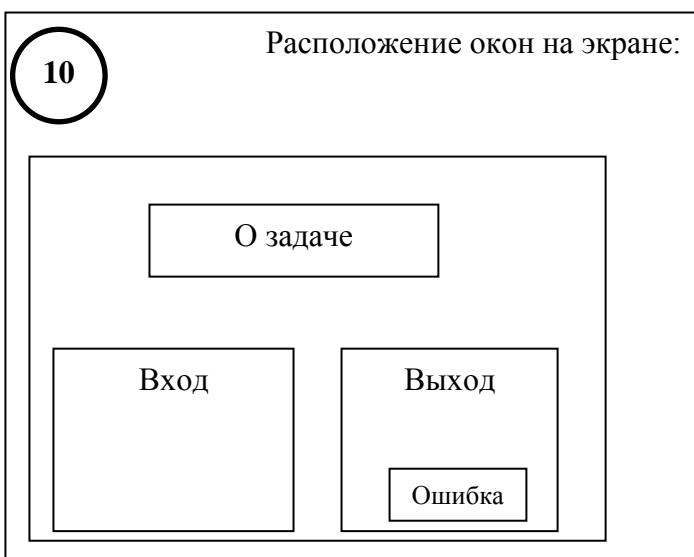 Расположение окон на экране:
10
О задаче
Вход
Выход
Ошибка